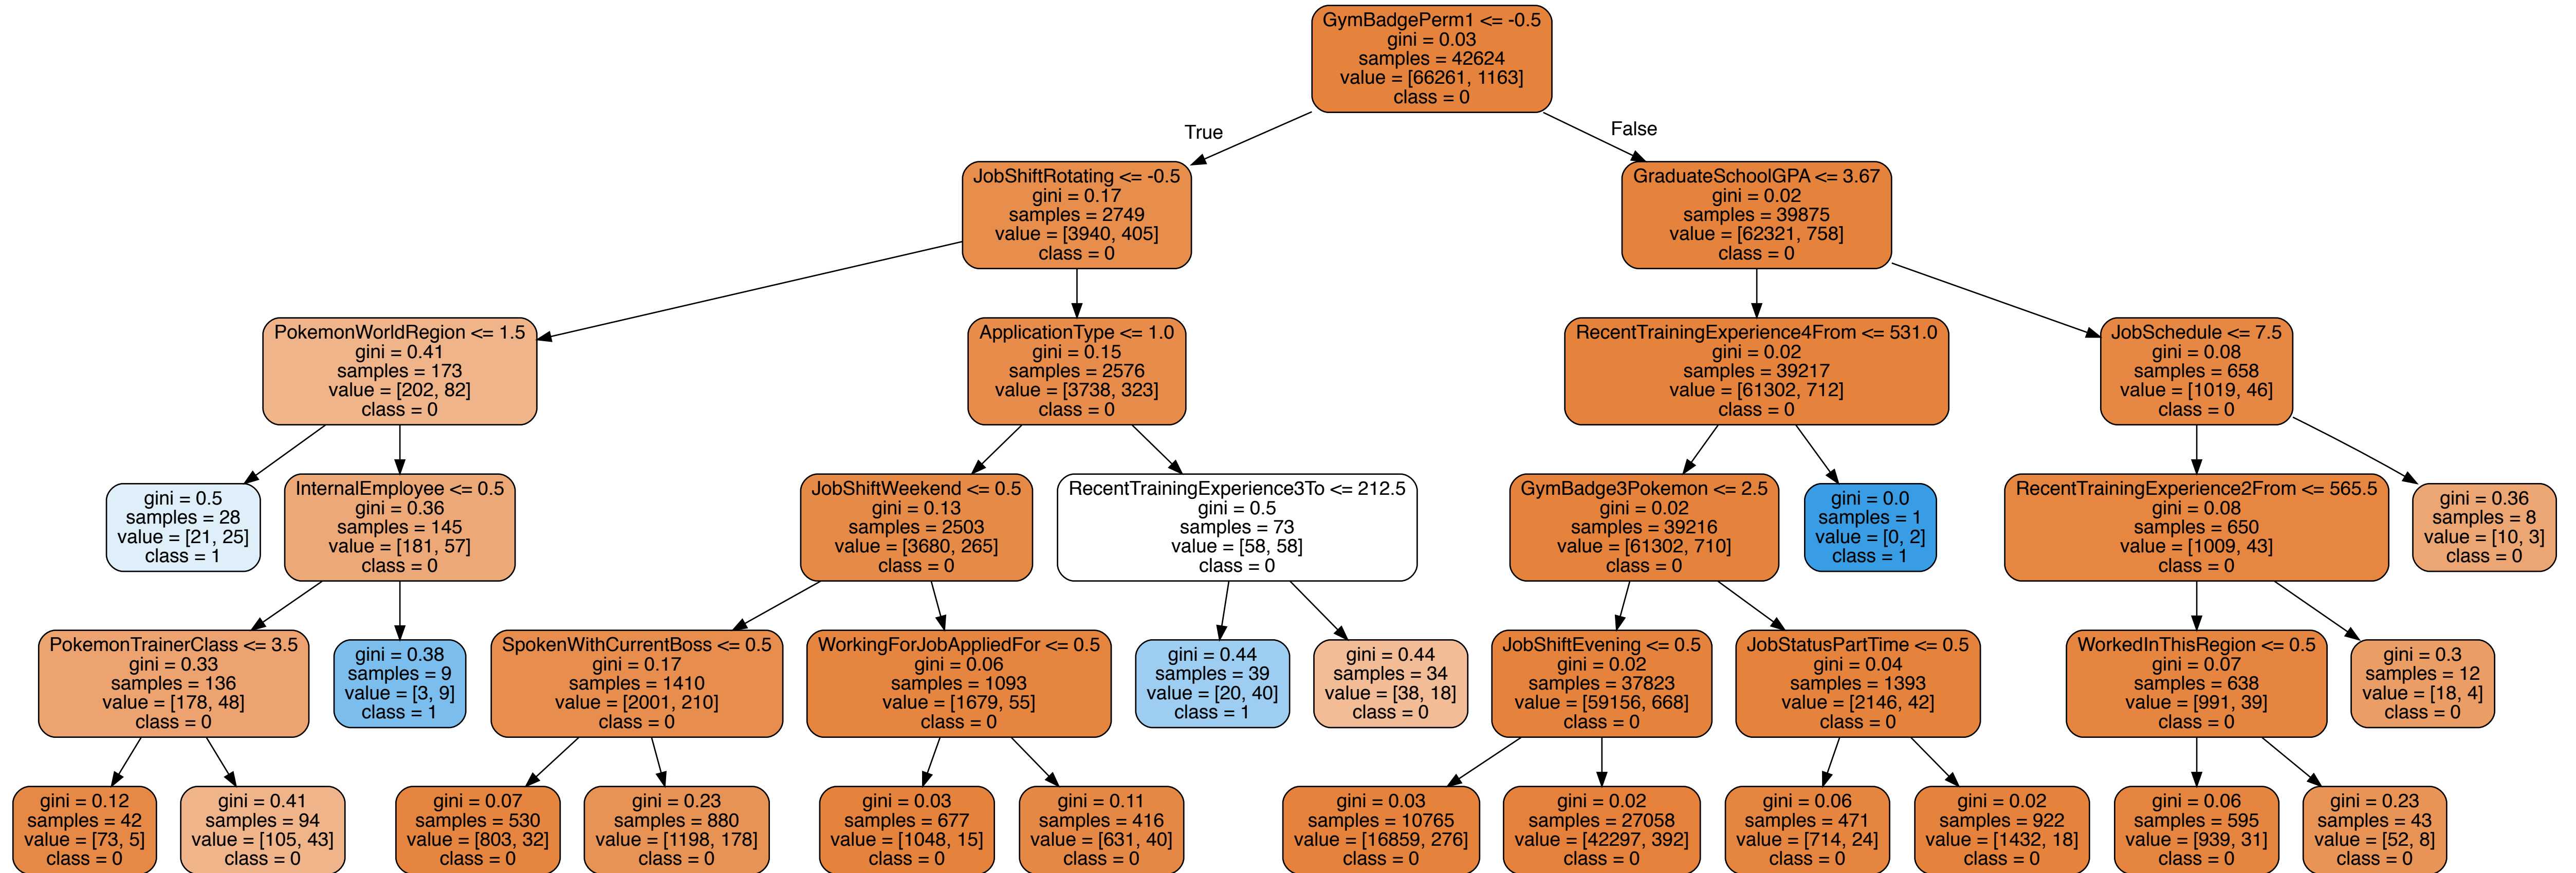 GymBadgePerm1 <= -0.5
gini = 0.03
samples = 42624
value = [66261, 1163]
class = 0
True
False
JobShiftRotating <= -0.5
gini = 0.17
samples = 2749
value = [3940, 405]
class = 0
GraduateSchoolGPA <= 3.67
gini = 0.02
samples = 39875
value = [62321, 758]
class = 0
PokemonWorldRegion <= 1.5
gini = 0.41
samples = 173
value = [202, 82]
class = 0
ApplicationType <= 1.0
gini = 0.15
samples = 2576
value = [3738, 323]
class = 0
RecentTrainingExperience4From <= 531.0
gini = 0.02
samples = 39217
value = [61302, 712]
class = 0
JobSchedule <= 7.5
gini = 0.08
samples = 658
value = [1019, 46]
class = 0
gini = 0.5
samples = 28
value = [21, 25]
class = 1
InternalEmployee <= 0.5
gini = 0.36
samples = 145
value = [181, 57]
class = 0
JobShiftWeekend <= 0.5
gini = 0.13
samples = 2503
value = [3680, 265]
class = 0
RecentTrainingExperience3To <= 212.5
gini = 0.5
samples = 73
value = [58, 58]
class = 0
GymBadge3Pokemon <= 2.5
gini = 0.02
samples = 39216
value = [61302, 710]
class = 0
gini = 0.0
samples = 1
value = [0, 2]
class = 1
RecentTrainingExperience2From <= 565.5
gini = 0.08
samples = 650
value = [1009, 43]
class = 0
gini = 0.36
samples = 8
value = [10, 3]
class = 0
PokemonTrainerClass <= 3.5
gini = 0.33
samples = 136
value = [178, 48]
class = 0
gini = 0.38
samples = 9
value = [3, 9]
class = 1
SpokenWithCurrentBoss <= 0.5
gini = 0.17
samples = 1410
value = [2001, 210]
class = 0
WorkingForJobAppliedFor <= 0.5
gini = 0.06
samples = 1093
value = [1679, 55]
class = 0
gini = 0.44
samples = 39
value = [20, 40]
class = 1
gini = 0.44
samples = 34
value = [38, 18]
class = 0
JobShiftEvening <= 0.5
gini = 0.02
samples = 37823
value = [59156, 668]
class = 0
JobStatusPartTime <= 0.5
gini = 0.04
samples = 1393
value = [2146, 42]
class = 0
WorkedInThisRegion <= 0.5
gini = 0.07
samples = 638
value = [991, 39]
class = 0
gini = 0.3
samples = 12
value = [18, 4]
class = 0
gini = 0.12
samples = 42
value = [73, 5]
class = 0
gini = 0.41
samples = 94
value = [105, 43]
class = 0
gini = 0.07
samples = 530
value = [803, 32]
class = 0
gini = 0.23
samples = 880
value = [1198, 178]
class = 0
gini = 0.03
samples = 677
value = [1048, 15]
class = 0
gini = 0.11
samples = 416
value = [631, 40]
class = 0
gini = 0.03
samples = 10765
value = [16859, 276]
class = 0
gini = 0.02
samples = 27058
value = [42297, 392]
class = 0
gini = 0.06
samples = 471
value = [714, 24]
class = 0
gini = 0.02
samples = 922
value = [1432, 18]
class = 0
gini = 0.06
samples = 595
value = [939, 31]
class = 0
gini = 0.23
samples = 43
value = [52, 8]
class = 0